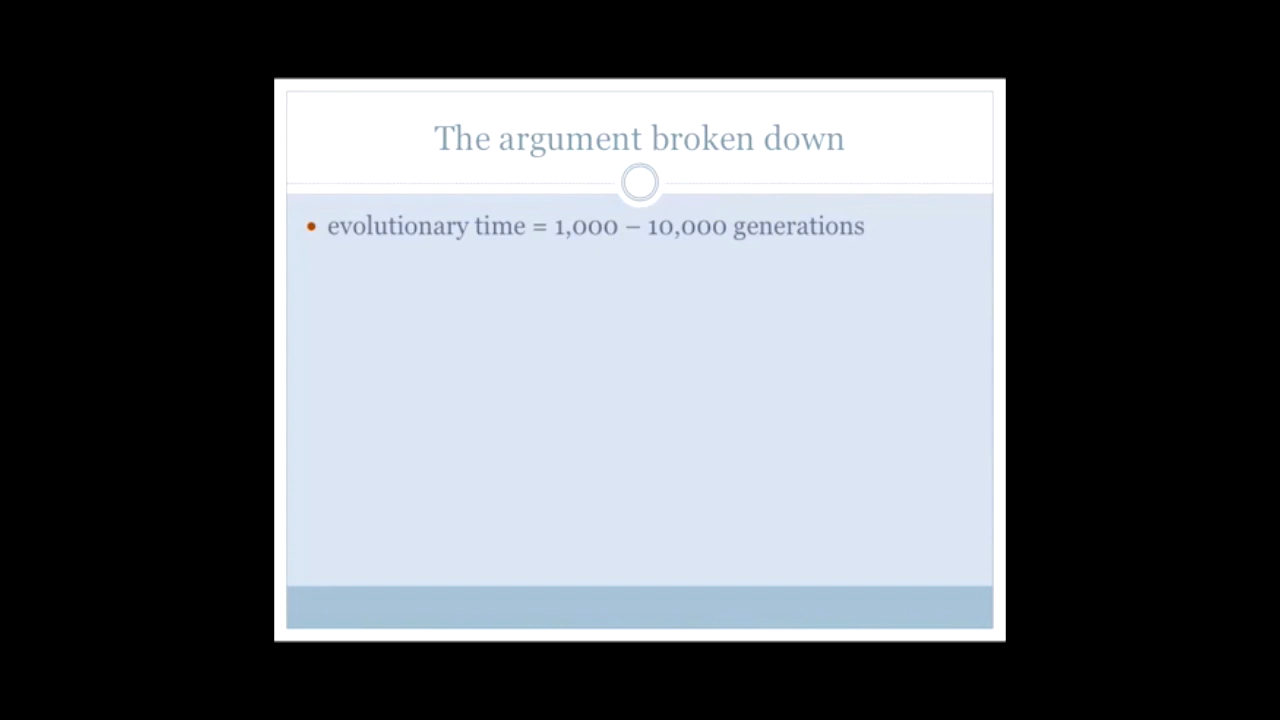 The argument broken down
• evolutionary time = 1,000 – 10,000 generations